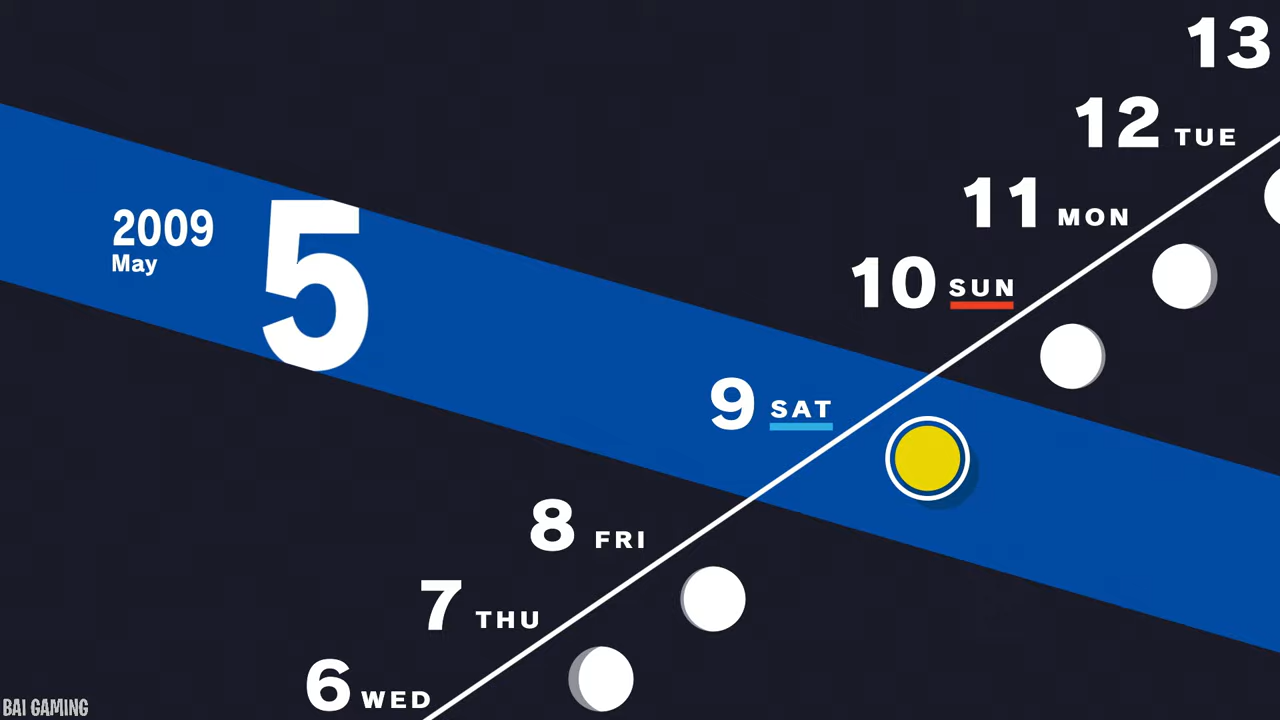 13
12 TUE
11 MON
10 SUN
2009
May
5
9 SAT
8 FRI
7 THU
6 WED
BAI GAMING